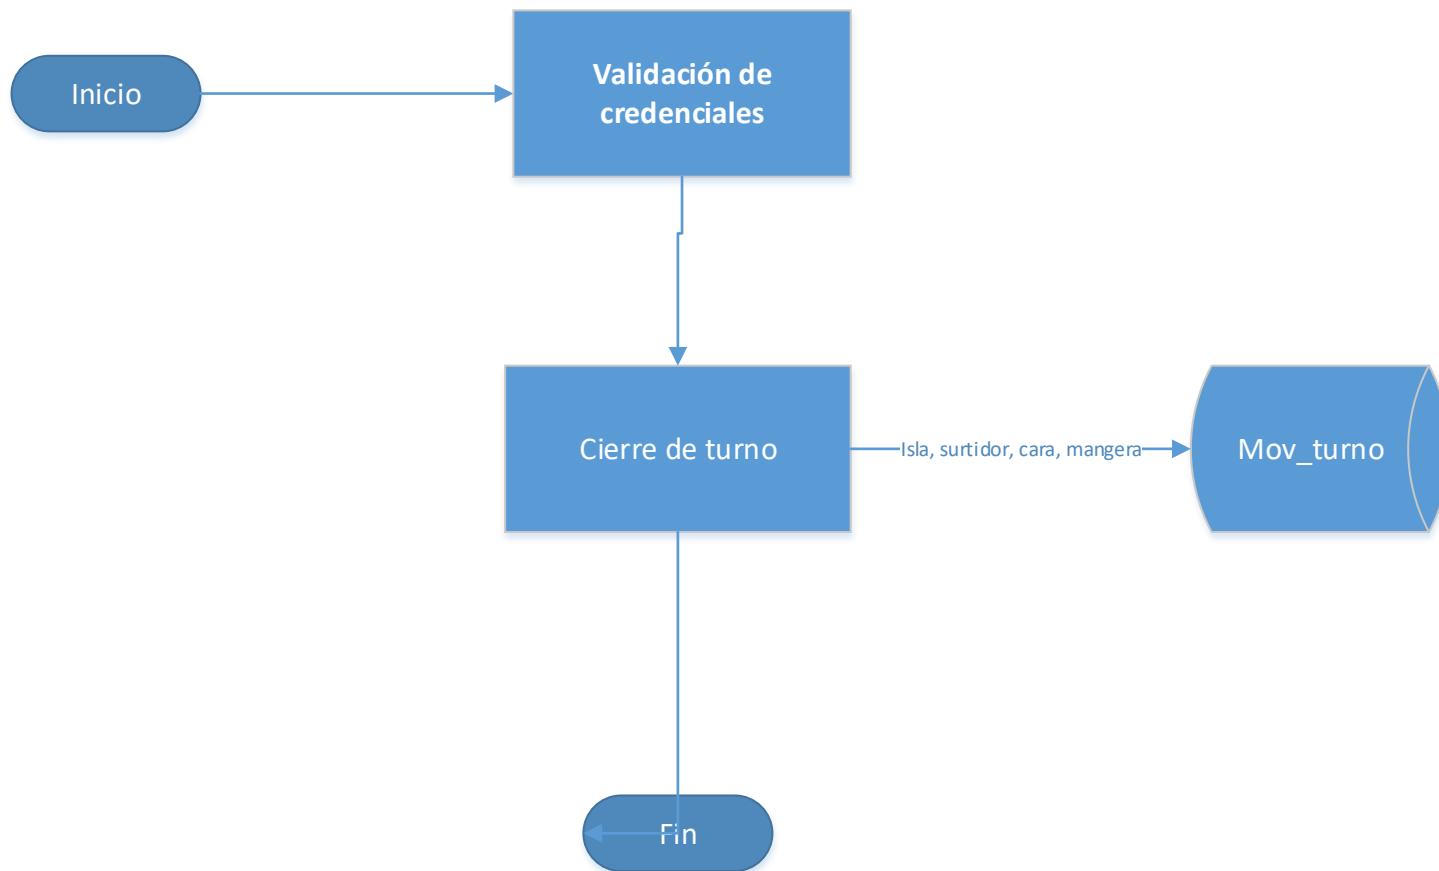 Inicio
Validación de
credenciales
Cierre de turno
Isla, surtidor, cara, mangera
Mov_turno
Fin